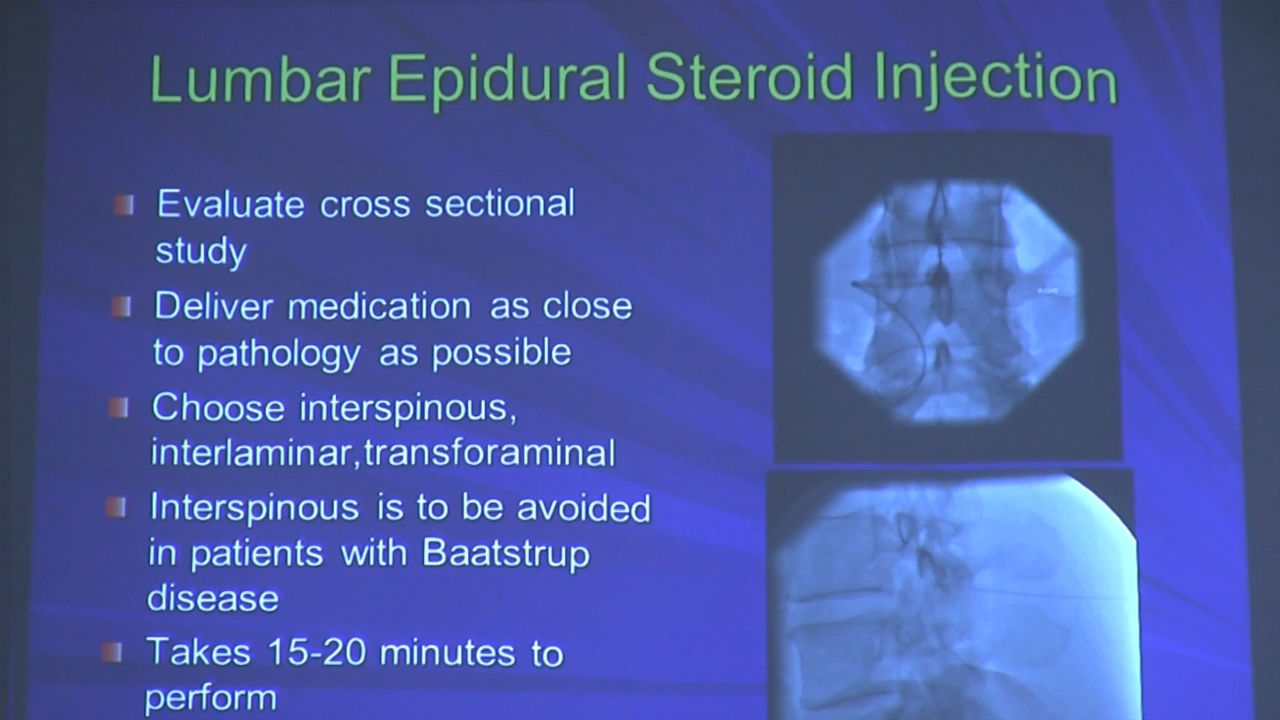 Lumbar Epidural Steroid Injection
Evaluate cross sectional
study
Deliver medication as close
to pathology as possible
Choose interspinous,
interlaminar,transforaminal
Interspinous is to be avoided
in patients with Baatstrup
disease
Takes 15-20 minutes to
perform